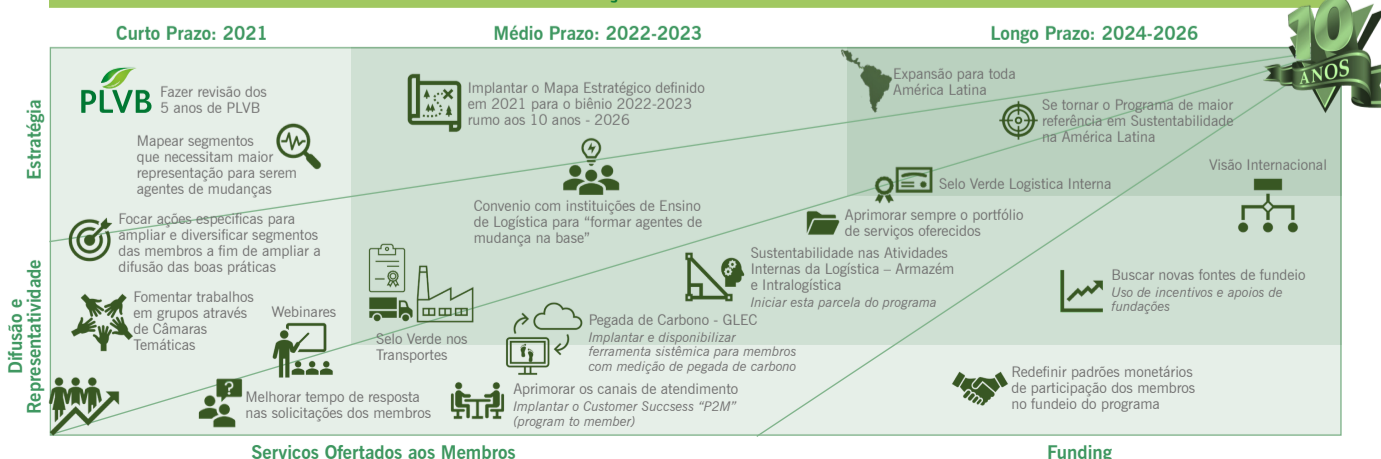 Curto Prazo: 2021
Médio Prazo: 2022-2023
Longo Prazo: 2024-2026
10
ANOS
Estratégia
Difusão e
Representatividade
PLVB
Fazer revisão dos
5 anos de PLVB
Mapear segmentos
que necessitam maior
representação para serem
agentes de mudanças
Focar ações específicas para
ampliar e diversificar segmentos
das membros a fim de ampliar a
difusão das boas práticas
Fomentar trabalhos
em grupos através
de Câmaras
Temáticas
Webinares
?
Melhorar tempo de resposta
nas solicitações dos membros
Implantar o Mapa Estratégico definido
em 2021 para o biênio 2022-2023
rumo aos 10 anos - 2026
Convenio com instituições de Ensino
de Logística para “formar agentes de
mudança na base”
Selo Verde nos
Transportes
Pegada de Carbono - GLEC
Implantar e disponibilizar
ferramenta sistêmica para membros
com medição de pegada de carbono
Aprimorar os canais de atendimento
Implantar o Customer Succsess “P2M”
(program to member)
Sustentabilidade nas Atividades
Internas da Logística – Armazém
e Intralogística
Iniciar esta parcela do programa
Aprimorar sempre o portfólio
de serviços oferecidos
Selo Verde Logistica Interna
Expansão para toda
América Latina
Se tornar o Programa de maior
referência em Sustentabilidade
na América Latina
Visão Internacional
Buscar novas fontes de fundeio
Uso de incentivos e apoios de
fundações
Redefinir padrões monetários
de participação dos membros
no fundeio do programa
Serviços Ofertados aos Membros
Funding